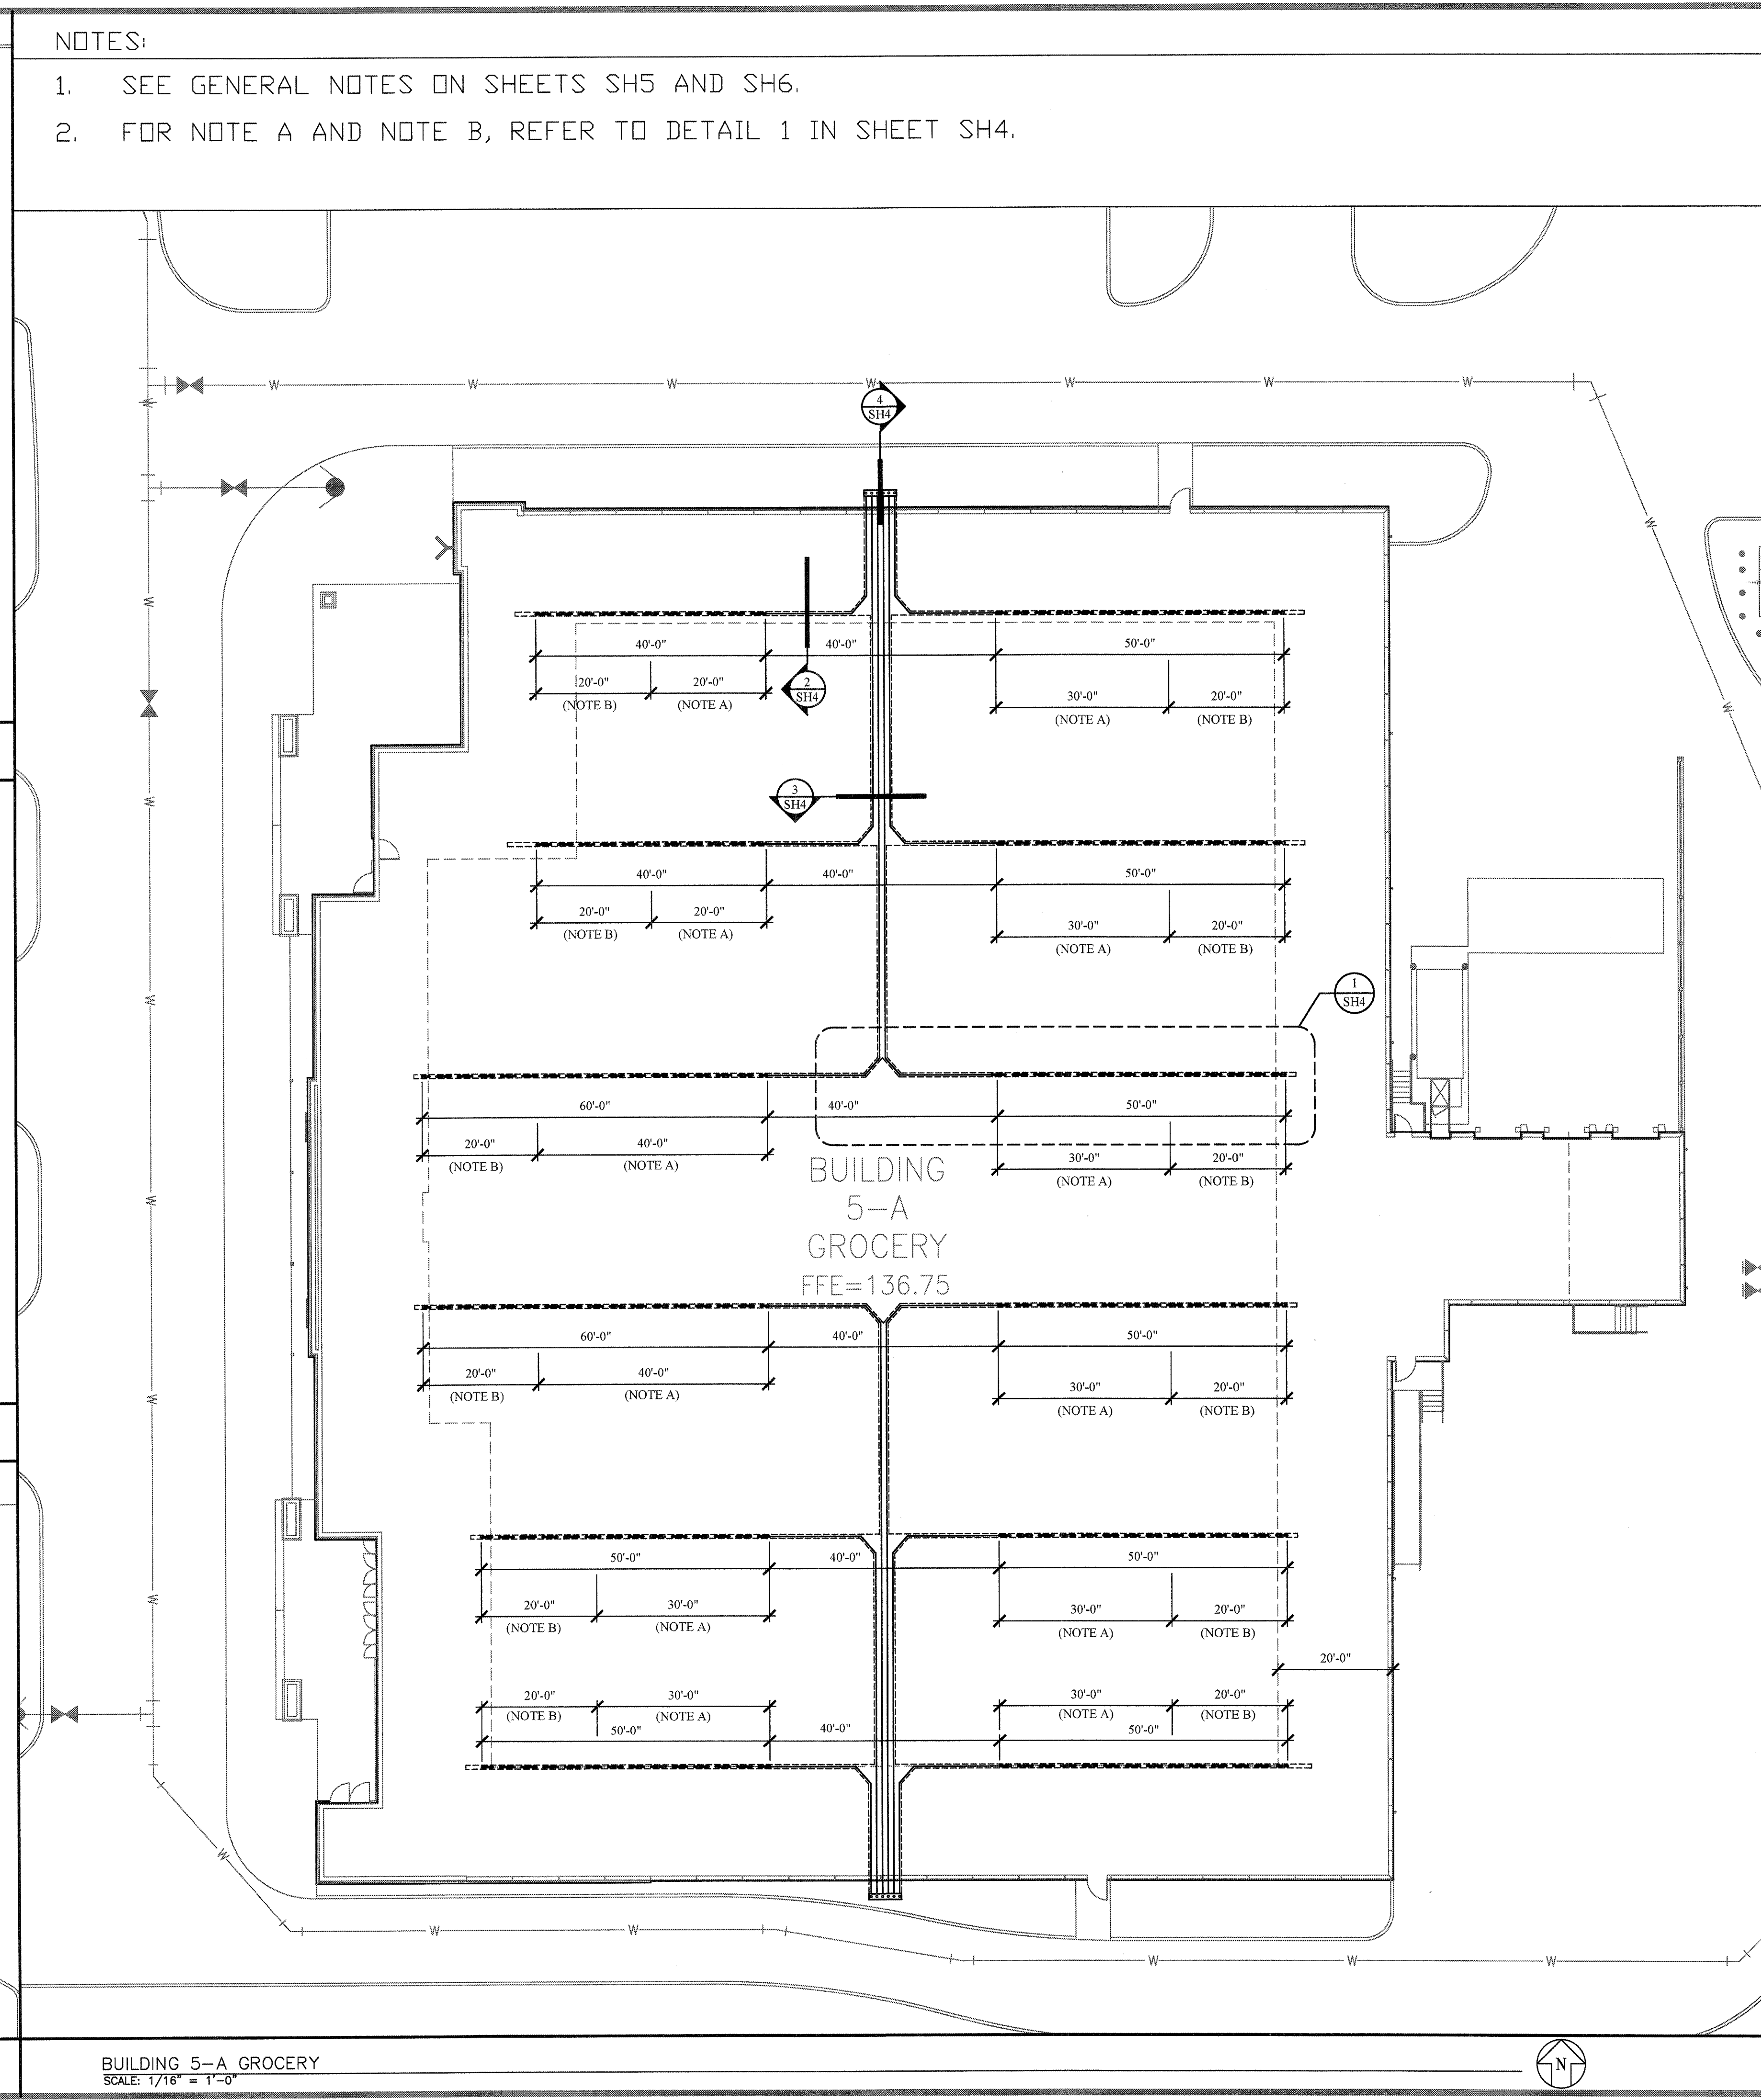 NOTES:
1. SEE GENERAL NOTES ON SHEETS SH5 AND SH6.
2. FOR NOTE A AND NOTE B, REFER TO DETAIL 1 IN SHEET SH4.
W W W W W W W
W
4
SH4
W
W
40'-0" 40'-0" 50'-0"
20'-0" 20'-0"
(NOTE B) (NOTE A)
2
SH4
30'-0" 20'-0"
(NOTE A) (NOTE B)
W
W
3
SH4
40'-0" 40'-0" 50'-0"
20'-0" 20'-0"
(NOTE B) (NOTE A)
30'-0" 20'-0"
(NOTE A) (NOTE B)
W
1
SH4
60'-0" 40'-0" 50'-0"
20'-0" 40'-0"
(NOTE B) (NOTE A)
30'-0" 20'-0"
(NOTE A) (NOTE B)
BUILDING
5-A
GROCERY
FFE=136.75
W
60'-0" 40'-0" 50'-0"
20'-0" 40'-0"
(NOTE B) (NOTE A)
30'-0" 20'-0"
(NOTE A) (NOTE B)
W
50'-0" 40'-0" 50'-0"
20'-0" 30'-0"
(NOTE B) (NOTE A)
30'-0" 20'-0"
(NOTE A) (NOTE B)
W
20'-0"
20'-0" 30'-0" 30'-0" 20'-0"
(NOTE B) (NOTE A) (NOTE A) (NOTE B)
50'-0" 40'-0" 50'-0"
W
W W
W W W
BUILDING 5-A GROCERY
SCALE: 1/16" = 1'-0"
N